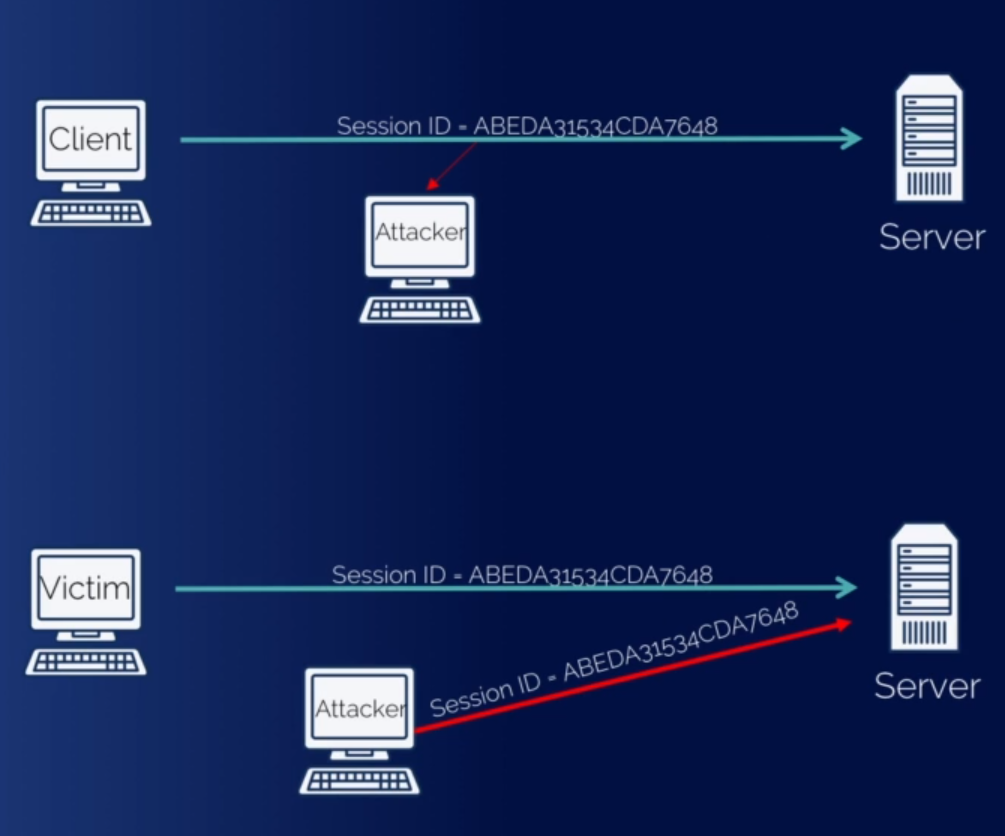 Session ID = ABEDA31534CDA7648
Client
Attacker
Server
Session ID = ABEDA31534CDA7648
Victim
Session ID = ABEDA31534CDA7648
Attacker
Server